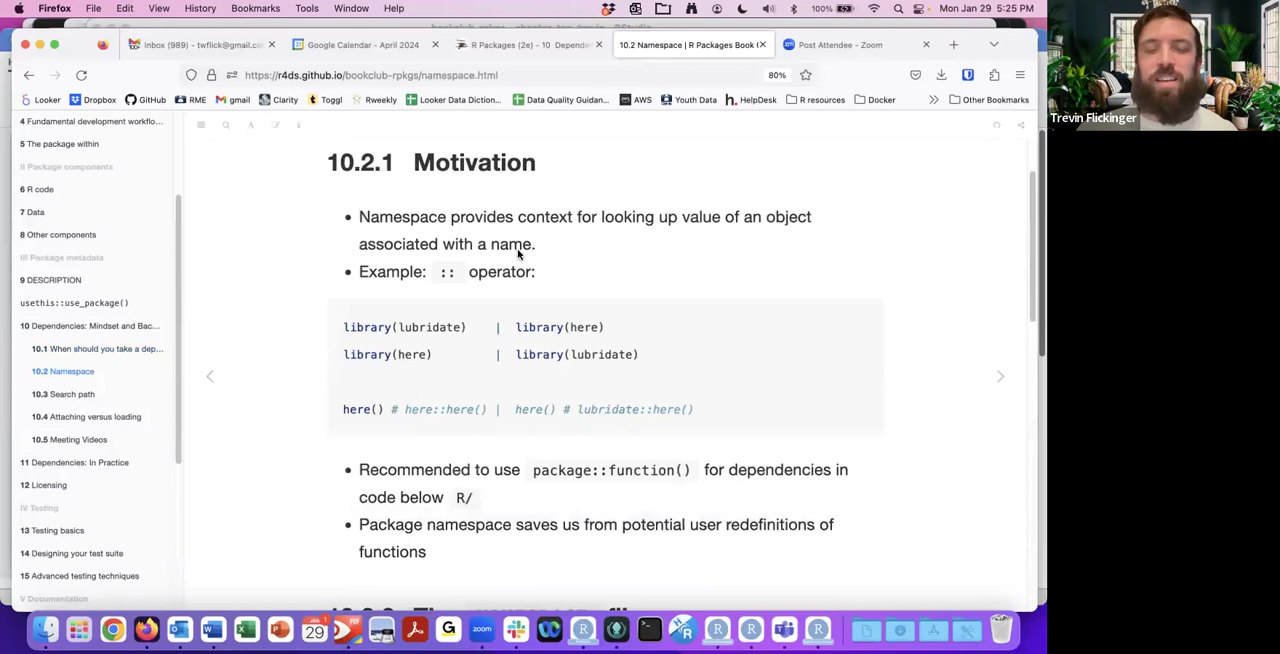 Firefox File Edit View History Bookmarks Tools Window Help 100% Mon Jan 29 5:25 PM
Inbox (989) - twflick@gmail.co Google Calendar - April 2024 R Packages (2e) - 10 Depende 10.2 Namespace | R Packages Book Post Attendee - Zoom
https://r4ds.github.io/bookclub-rpkgs/namespace.html 80%
Looker Dropbox GitHub RME gmail Clarity Toggl Rweekly Looker Data Diction... Data Quality Guidan... AWS Youth Data HelpDesk R resources Docker Other Bookmarks
Trevin Flickinger
4 Fundamental development workflo...
5 The package within
II Package components
6 R code
7 Data
8 Other components
III Package metadata
9 DESCRIPTION
usethis::use_package()
10 Dependencies: Mindset and Bac...
10.1 When should you take a dep...
10.2 Namespace
10.3 Search path
10.4 Attaching versus loading
10.5 Meeting Videos
11 Dependencies: In Practice
12 Licensing
IV Testing
13 Testing basics
14 Designing your test suite
15 Advanced testing techniques
V Documentation
10.2.1 Motivation
• Namespace provides context for looking up value of an object
associated with a name.
• Example: :: operator:
library(lubridate) | library(here)
library(here) | library(lubridate)
here() # here::here() | here() # lubridate::here()
• Recommended to use package::function() for dependencies in
code below R/
• Package namespace saves us from potential user redefinitions of
functions